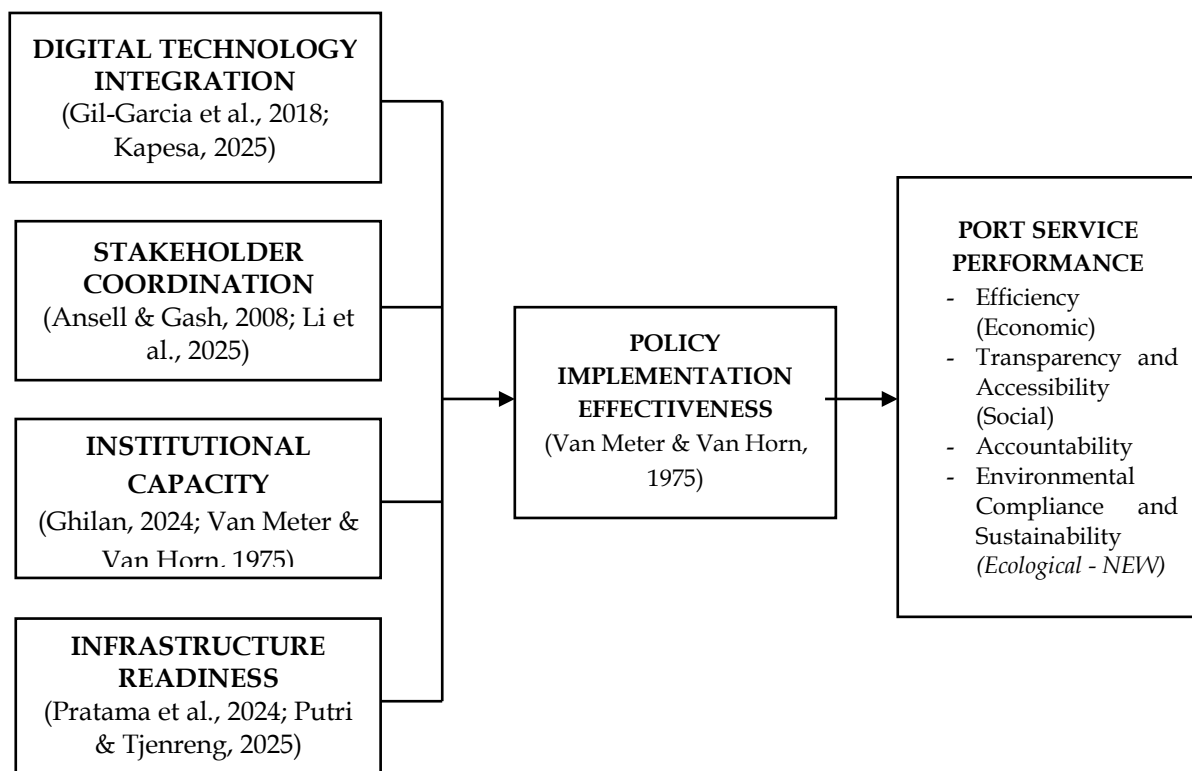 DIGITAL TECHNOLOGY
INTEGRATION
(Gil-Garcia et al., 2018;
Kapesa, 2025)
STAKEHOLDER
COORDINATION
(Ansell & Gash, 2008; Li et
al., 2025)
INSTITUTIONAL
CAPACITY
(Ghilan, 2024; Van Meter &
Van Horn, 1975)
INFRASTRUCTURE
READINESS
(Pratama et al., 2024; Putri
& Tjenreng, 2025)
POLICY
IMPLEMENTATION
EFFECTIVENESS
(Van Meter & Van Horn,
1975)
PORT SERVICE
PERFORMANCE
- Efficiency
(Economic)
- Transparency and
Accessibility
(Social)
- Accountability
- Environmental
Compliance and
Sustainability
(Ecological - NEW)